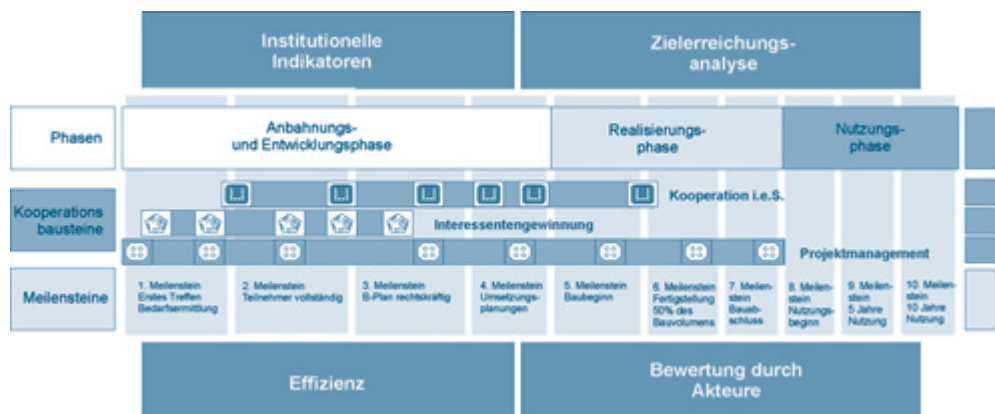 Institutionelle
Indikatoren
Zielerreichungs-
analyse
Phasen
Anbahnungs-
und Entwicklungsphase
Realisierungs-
phase
Nutzungs-
phase
Kooperations
bausteine
Kooperation i.e.S.
Interessentengewinnung
Projektmanagement
Meilensteine
1. Meilenstein
Erstes Treffen
Bedarfsermittlung
2. Meilenstein
Teilnehmer vollständig
3. Meilenstein
B-Plan rechtskräftig
4. Meilenstein
Umsetzungs-
planungen
5. Meilenstein
Baubeginn
6. Meilenstein
Fertigstellung
50% des
Bauvolumens
7. Meilen-
stein
Bauab-
schluss
8. Meilen-
stein
Nutzungs-
beginn
9. Meilen-
stein
5 Jahre
Nutzung
10. Meilen-
stein
10 Jahre
Nutzung
Effizienz
Bewertung durch
Akteure